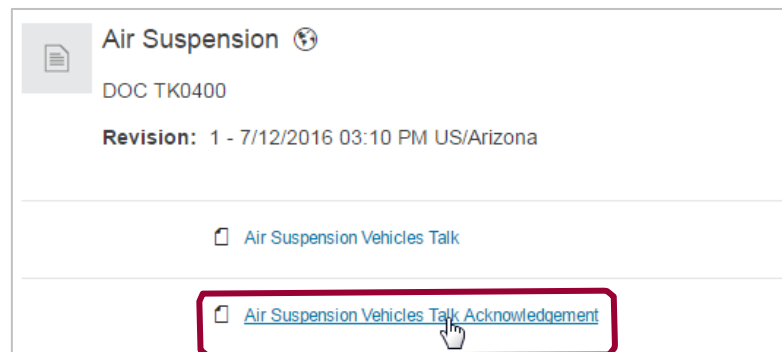 Air Suspension
DOC TK0400
Revision: 1 - 7/12/2016 03:10 PM US/Arizona
Air Suspension Vehicles Talk
Air Suspension Vehicles Talk Acknowledgement